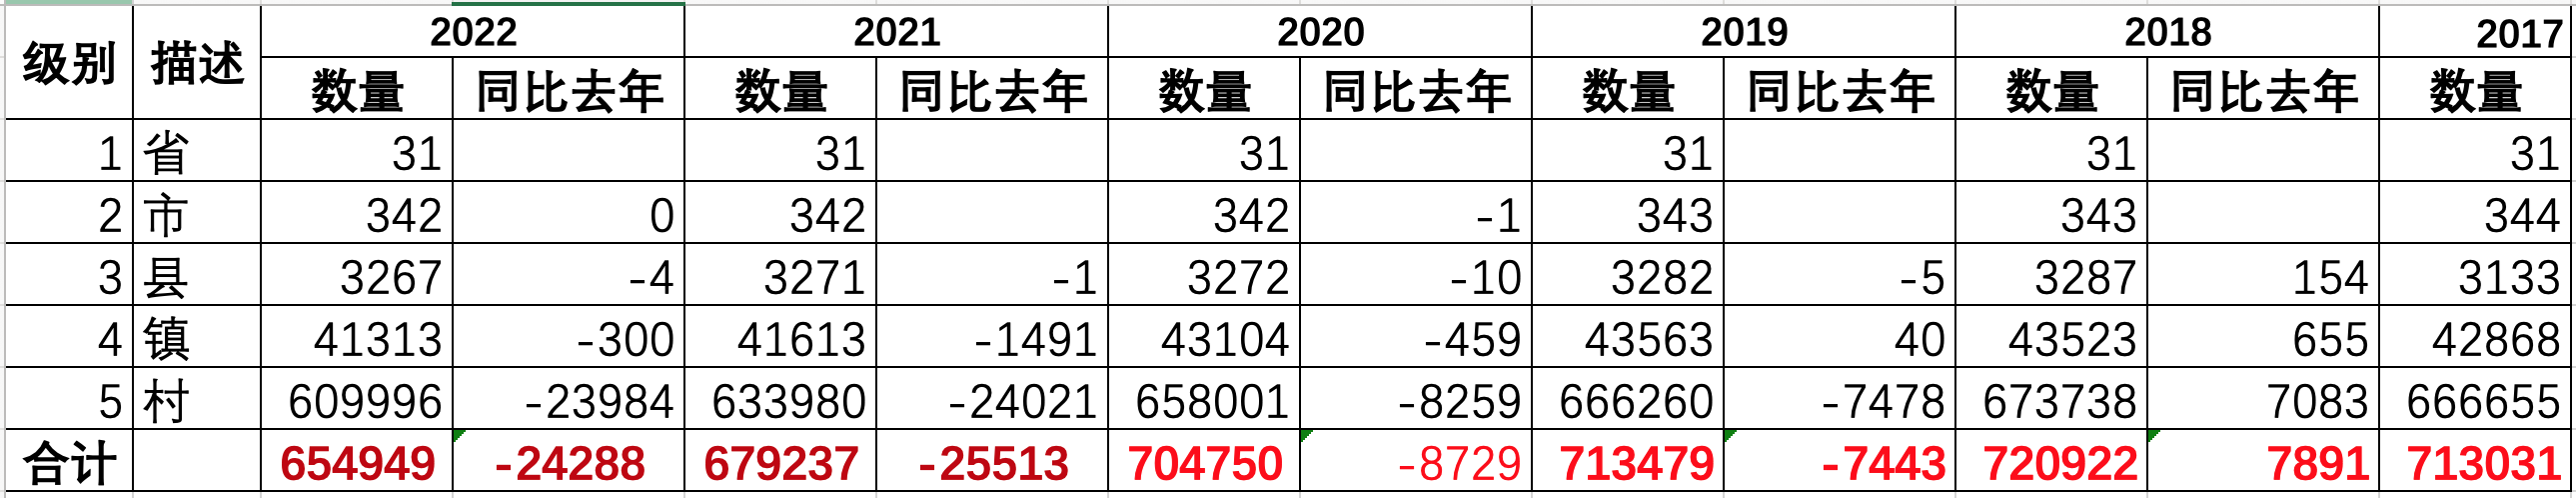 级别 描述 2022 2021 2020 2019 2018 2017
数量 同比去年 数量 同比去年 数量 同比去年 数量 同比去年 数量 同比去年 数量
1 省 31 31 31 31 31 31
2 市 342 0 342 342 -1 343 343 344
3 县 3267 -4 3271 -1 3272 -10 3282 -5 3287 154 3133
4 镇 41313 -300 41613 -1491 43104 -459 43563 40 43523 655 42868
5 村 609996 -23984 633980 -24021 658001 -8259 666260 -7478 673738 7083 666655
合计 654949 -24288 679237 -25513 704750 -8729 713479 -7443 720922 7891 713031